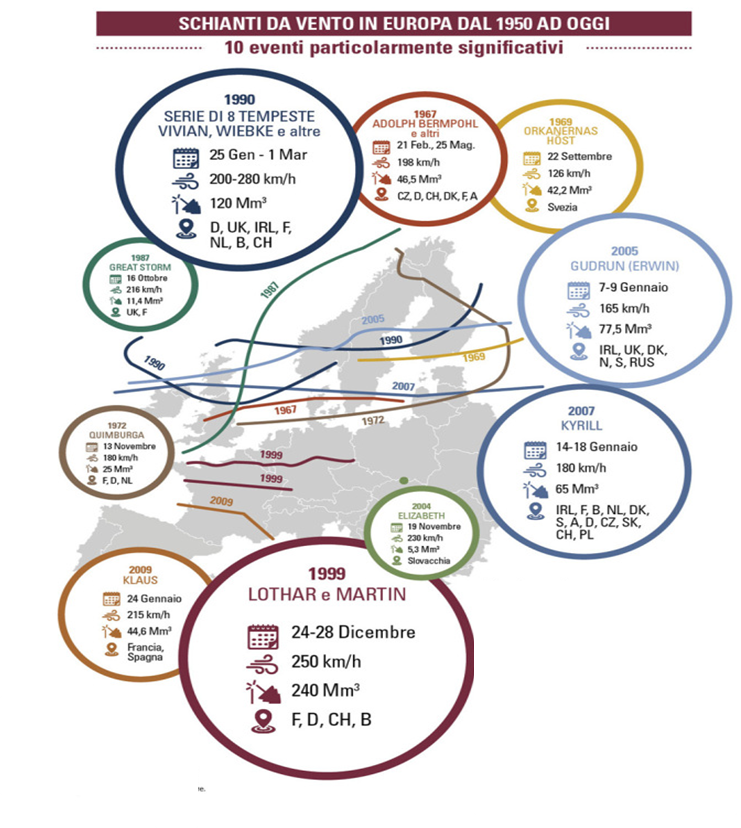 SCHIANTI DA VENTO IN EUROPA DAL 1950 AD OGGI
10 eventi particolarmente significativi
1990
SERIE DI 8 TEMPESTE
VIVIAN, WIEBKE e altre
25 Gen - 1 Mar
200-280 km/h
120 Mm³
D, UK, IRL, F,
NL, B, CH
1967
ADOLPH BERMPOHL
e altri
21 Feb., 25 Mag.
198 km/h
46,5 Mm³
CZ, D, CH, DK, F, A
1969
ORKANERNAS
HÖST
22 Settembre
126 km/h
42,2 Mm³
Svezia
1987
GREAT STORM
16 Ottobre
216 km/h
11,4 Mm³
UK, F
2005
GUDRUN (ERWIN)
7-9 Gennaio
165 km/h
77,5 Mm³
IRL, UK, DK,
N, S, RUS
1987
2005
1990
1990
1969
2007
1967
1972
1999
1999
2009
1972
QUIMBURGA
13 Novembre
180 km/h
25 Mm³
F, D, NL
2007
KYRILL
14-18 Gennaio
180 km/h
65 Mm³
IRL, F, B, NL, DK,
S, A, D, CZ, SK,
CH, PL
2004
ELIZABETH
19 Novembre
230 km/h
5,3 Mm³
Slovacchia
2009
KLAUS
24 Gennaio
215 km/h
44,6 Mm³
Francia,
Spagna
1999
LOTHAR e MARTIN
24-28 Dicembre
250 km/h
240 Mm³
F, D, CH, B